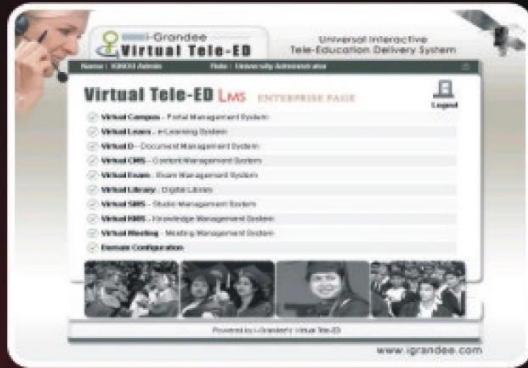 i-Grandee
Virtual Tele-ED
Universal Interactive
Tele-Education Delivery System
Name : Admin Role : University Administrator
Virtual Tele-ED LMS ENTERPRISE PAGE
Logout
Virtual Campus - Portal Management System
Virtual Learn - e-Learning System
Virtual D - Document Management System
Virtual CMS - Content Management System
Virtual Exam - Exam Management System
Virtual Library - Digital Library
Virtual SMS - Studio Management System
Virtual KMS - Knowledge Management System
Virtual Meeting - Meeting Management System
Domain Configuration
Powered by i-Grandee's Virtual Tele-ED
www.igrandee.com